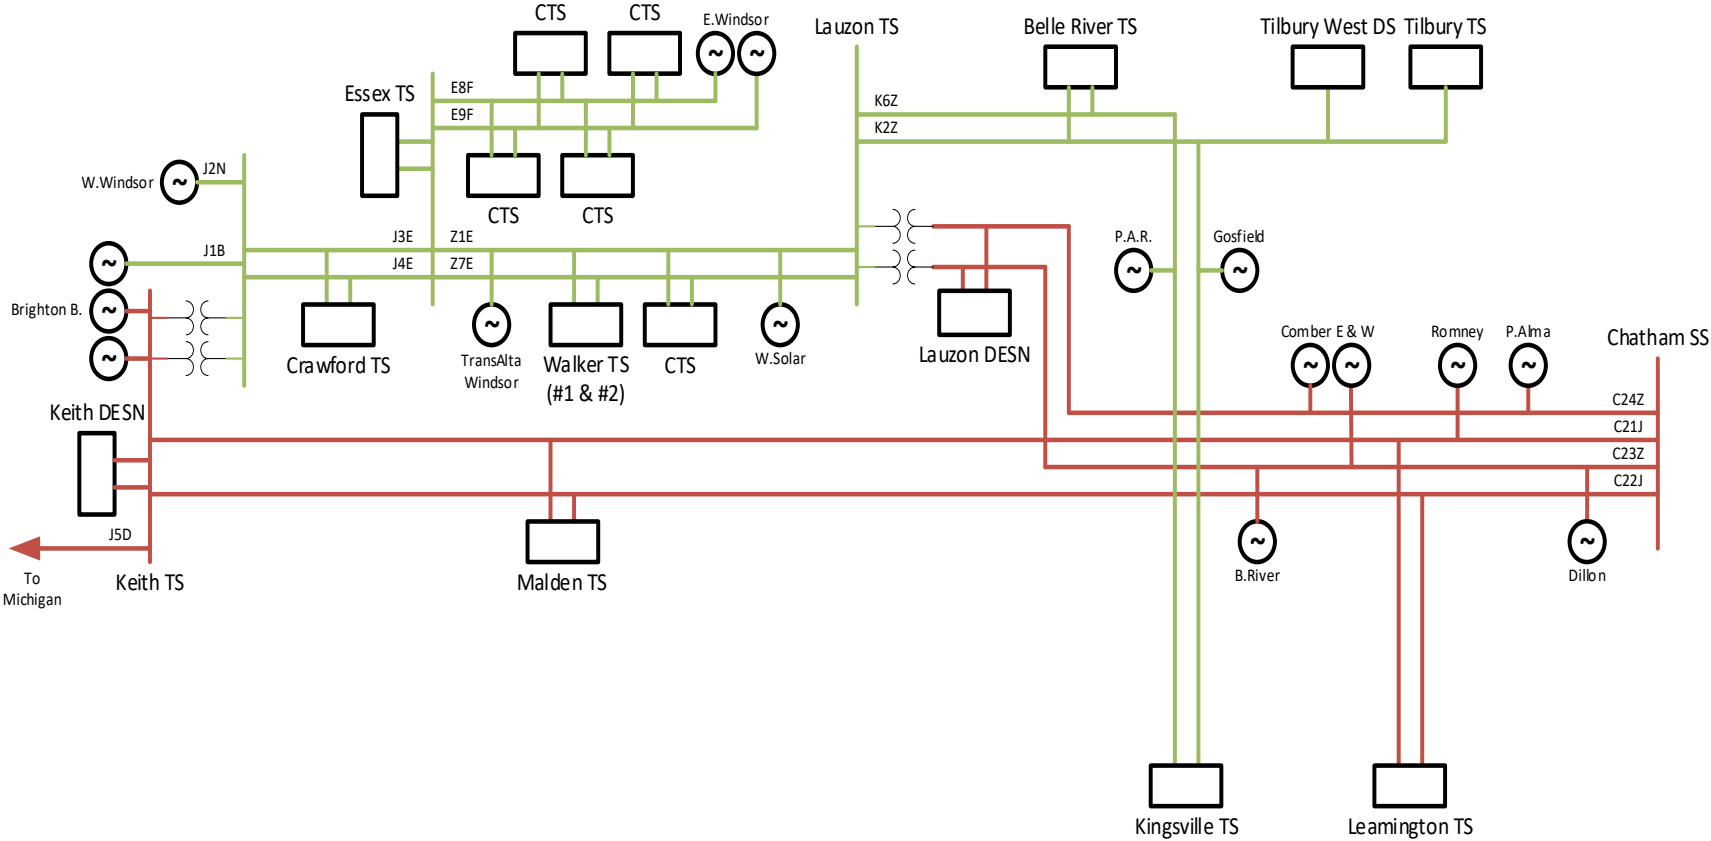 CTS
CTS
E.Windsor
Lauzon TS
Belle River TS
Tilbury West DS
Tilbury TS
Essex TS
E8F
E9F
K6Z
K2Z
W.Windsor
~
J2N
CTS
CTS
J1B
J3E
Z1E
J4E
Z7E
P.A.R.
Gosfield
Brighton B.
Crawford TS
TransAlta
Windsor
Walker TS
(#1 & #2)
CTS
W.Solar
Lauzon DESN
Comber E & W
Romney
P.Alma
Chatham SS
Keith DESN
C24Z
C21J
C23Z
C22J
J5D
To
Michigan
Keith TS
Malden TS
B.River
Dillon
Kingsville TS
Leamington TS